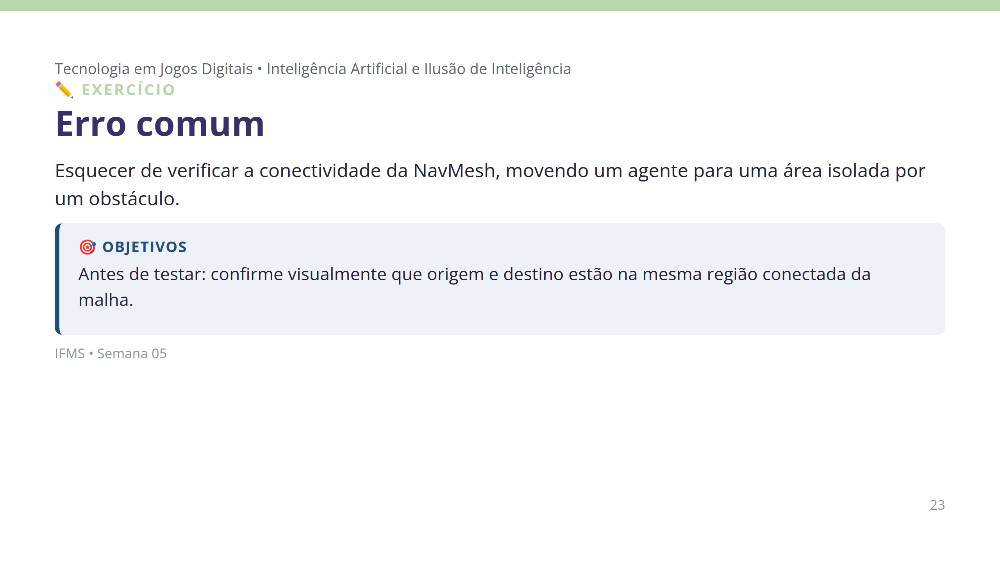 Tecnologia em Jogos Digitais • Inteligência Artificial e Ilusão de Inteligência
✏️ EXERCÍCIO
Erro comum
Esquecer de verificar a conectividade da NavMesh, movendo um agente para uma área isolada por
um obstáculo.
🎯 OBJETIVOS
Antes de testar: confirme visualmente que origem e destino estão na mesma região conectada da
malha.
IFMS • Semana 05
23